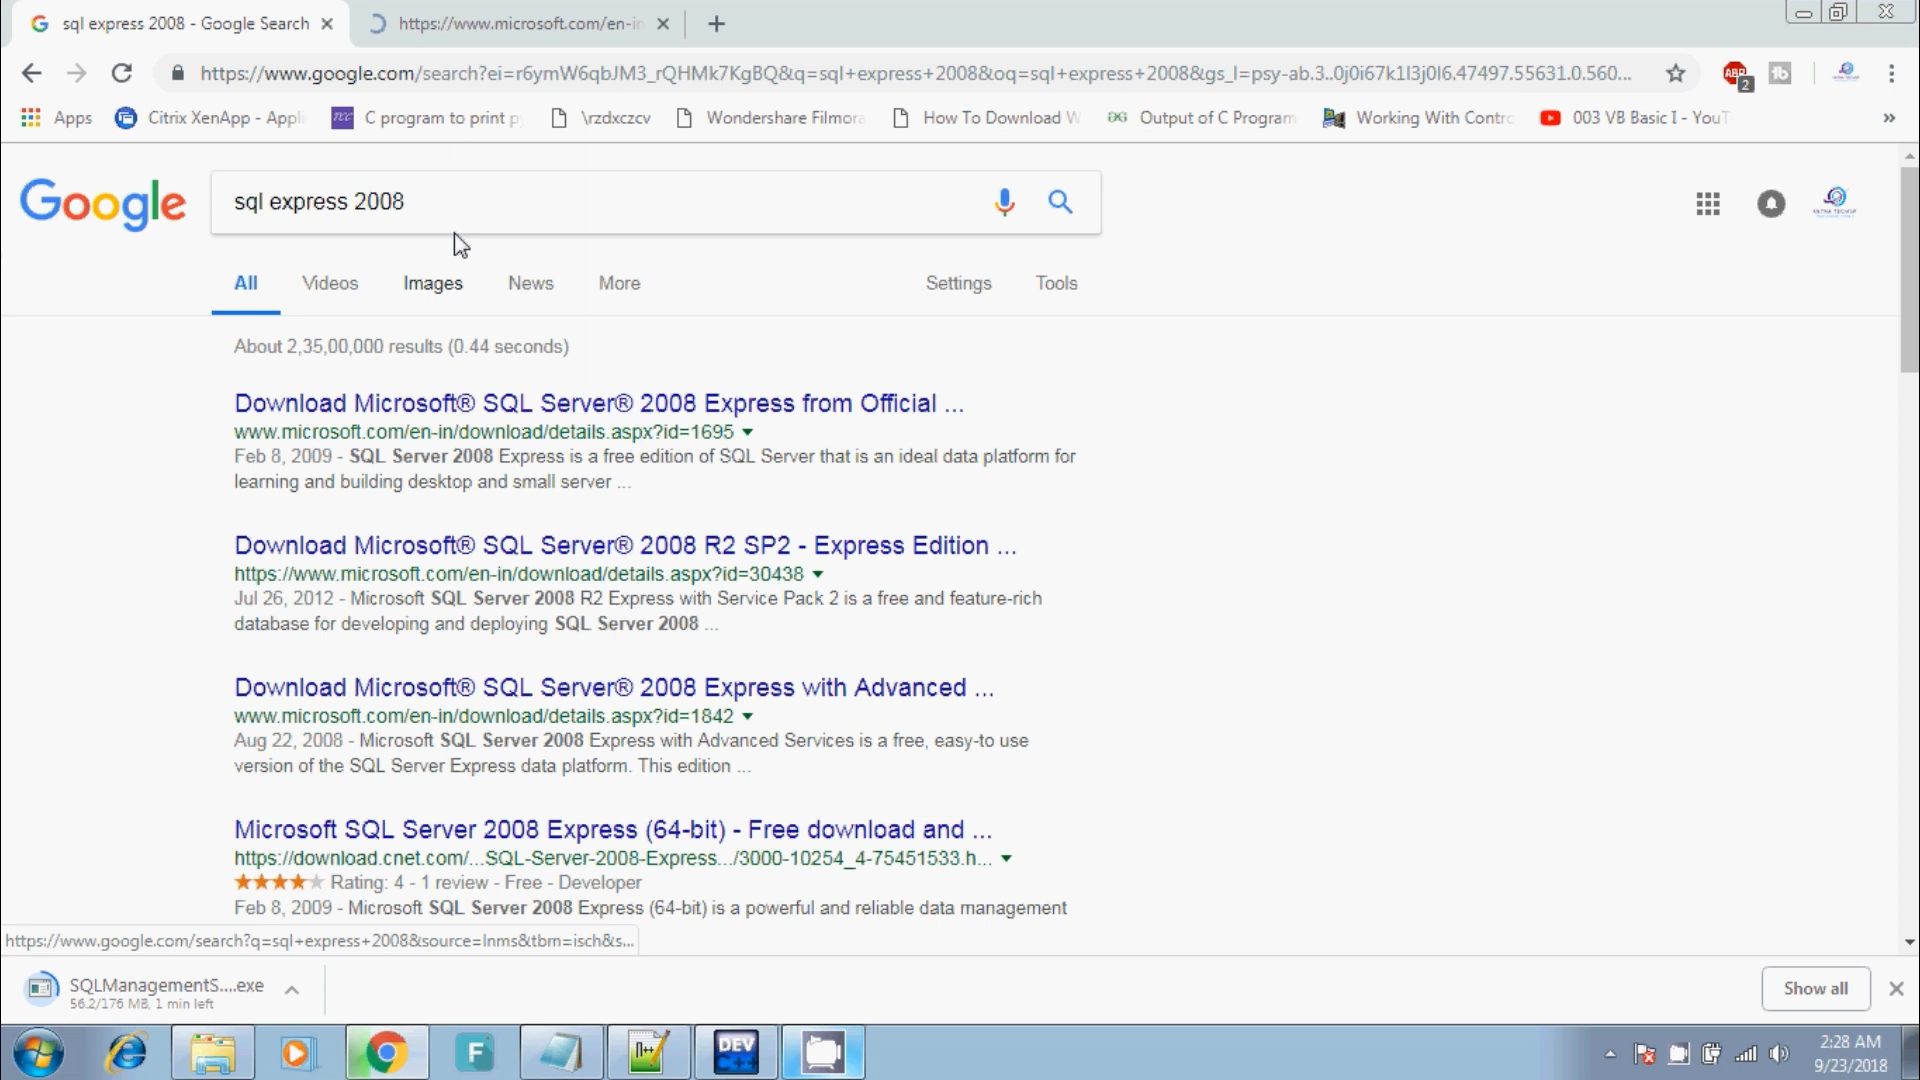 sql express 2008 - Google Search
https://www.microsoft.com/en-in
https://www.google.com/search?ei=r6ymW6qbJM3_rQHMk7KgBQ&q=sql+express+2008&oq=sql+express+2008&gs_l=psy-ab.3..0j0i67k1l3j0l6.47497.55631.0.560...
ABP
2
Apps
Citrix XenApp - Appli
C program to print p
\rzdxczcv
Wondershare Filmora
How To Download W
Output of C Program
Working With Contro
003 VB Basic I - YouT
»
Google
sql express 2008
All
Videos
Images
News
More
Settings
Tools
About 2,35,00,000 results (0.44 seconds)
Download Microsoft® SQL Server® 2008 Express from Official ...
www.microsoft.com/en-in/download/details.aspx?id=1695
Feb 8, 2009 - SQL Server 2008 Express is a free edition of SQL Server that is an ideal data platform for
learning and building desktop and small server ...
Download Microsoft® SQL Server® 2008 R2 SP2 - Express Edition ...
https://www.microsoft.com/en-in/download/details.aspx?id=30438
Jul 26, 2012 - Microsoft SQL Server 2008 R2 Express with Service Pack 2 is a free and feature-rich
database for developing and deploying SQL Server 2008 ...
Download Microsoft® SQL Server® 2008 Express with Advanced ...
www.microsoft.com/en-in/download/details.aspx?id=1842
Aug 22, 2008 - Microsoft SQL Server 2008 Express with Advanced Services is a free, easy-to use
version of the SQL Server Express data platform. This edition ...
Microsoft SQL Server 2008 Express (64-bit) - Free download and ...
https://download.cnet.com/...SQL-Server-2008-Express.../3000-10254_4-75451533.h...
Rating: 4 - 1 review - Free - Developer
Feb 8, 2009 - Microsoft SQL Server 2008 Express (64-bit) is a powerful and reliable data management
https://www.google.com/search?q=sql+express+2008&source=lnms&tbm=isch&s...
SQLManagementS....exe
56.2/176 MB, 1 min left
Show all
F
DEV
C++
2:28 AM
9/23/2018